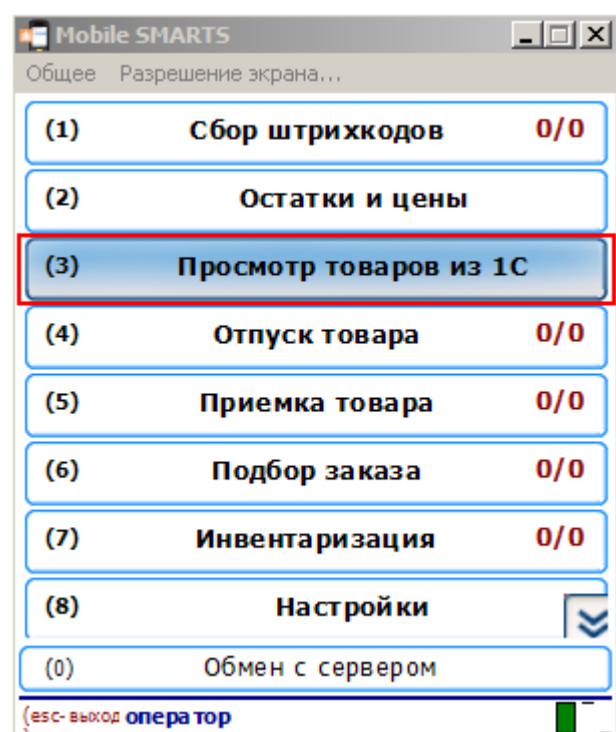 Mobile SMARTS
Общее Разрешение экрана...
(1) Сбор штрихкодов 0/0
(2) Остатки и цены
(3) Просмотр товаров из 1С
(4) Отпуск товара 0/0
(5) Приемка товара 0/0
(6) Подбор заказа 0/0
(7) Инвентаризация 0/0
(8) Настройки
(0) Обмен с сервером
(esc- выход оператор